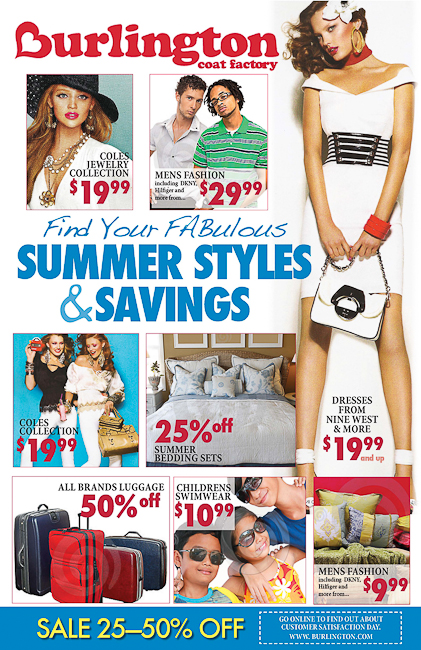 Burlington
coat factory
COLES
JEWELRY
COLLECTION
$19.99
MENS FASHION
including DKNY,
Hilfiger and
more from...
$29.99
Find Your FABulous
SUMMER STYLES
& SAVINGS
COLES
COLLECTION
$19.99
25% off
SUMMER
BEDDING SETS
DRESSES
FROM
NINE WEST
& MORE
$19.99
and up
ALL BRANDS LUGGAGE
50% off
CHILDRENS
SWIMWEAR
$10.99
MENS FASHION
including DKNY,
Hilfiger and
more from...
$9.99
SALE 25–50% OFF
GO ONLINE TO FIND OUT ABOUT
CUSTOMER SATISFACTION DAY.
WWW. BURLINGTON.COM